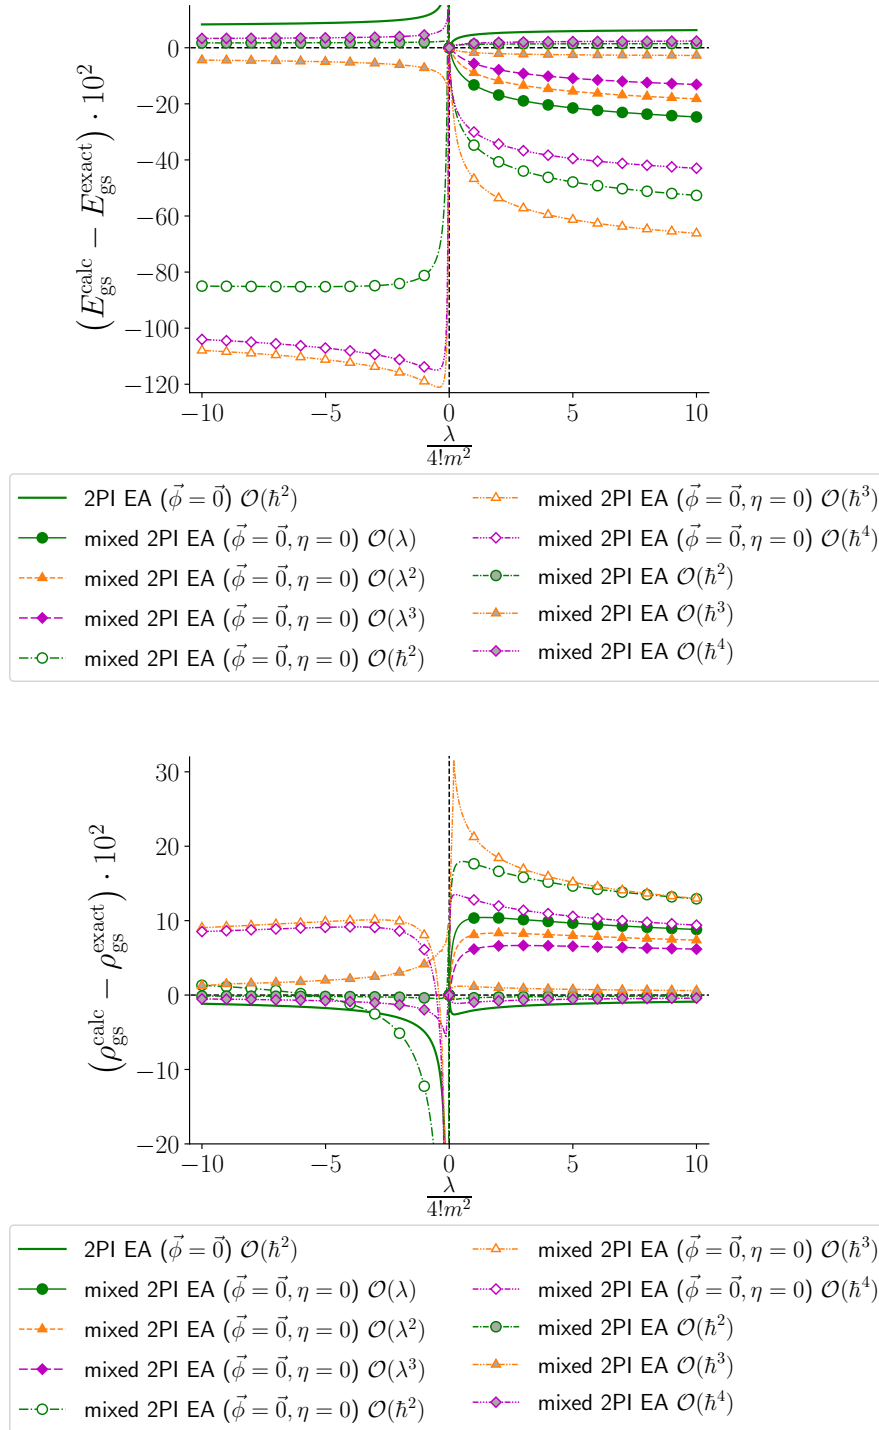 (E_gs^calc − E_gs^exact) · 10^2
0
−20
−40
−60
−80
−100
−120
−10 −5 0 5 10
λ
4!m^2
2PI EA (ϕ⃗ = 0⃗) O(ħ^2)
mixed 2PI EA (ϕ⃗ = 0⃗, η = 0) O(λ)
mixed 2PI EA (ϕ⃗ = 0⃗, η = 0) O(λ^2)
mixed 2PI EA (ϕ⃗ = 0⃗, η = 0) O(λ^3)
mixed 2PI EA (ϕ⃗ = 0⃗, η = 0) O(ħ^2)
mixed 2PI EA (ϕ⃗ = 0⃗, η = 0) O(ħ^3)
mixed 2PI EA (ϕ⃗ = 0⃗, η = 0) O(ħ^4)
mixed 2PI EA O(ħ^2)
mixed 2PI EA O(ħ^3)
mixed 2PI EA O(ħ^4)
(ρ_gs^calc − ρ_gs^exact) · 10^2
30
20
10
0
−10
−20
−10 −5 0 5 10
λ
4!m^2
2PI EA (ϕ⃗ = 0⃗) O(ħ^2)
mixed 2PI EA (ϕ⃗ = 0⃗, η = 0) O(λ)
mixed 2PI EA (ϕ⃗ = 0⃗, η = 0) O(λ^2)
mixed 2PI EA (ϕ⃗ = 0⃗, η = 0) O(λ^3)
mixed 2PI EA (ϕ⃗ = 0⃗, η = 0) O(ħ^2)
mixed 2PI EA (ϕ⃗ = 0⃗, η = 0) O(ħ^3)
mixed 2PI EA (ϕ⃗ = 0⃗, η = 0) O(ħ^4)
mixed 2PI EA O(ħ^2)
mixed 2PI EA O(ħ^3)
mixed 2PI EA O(ħ^4)